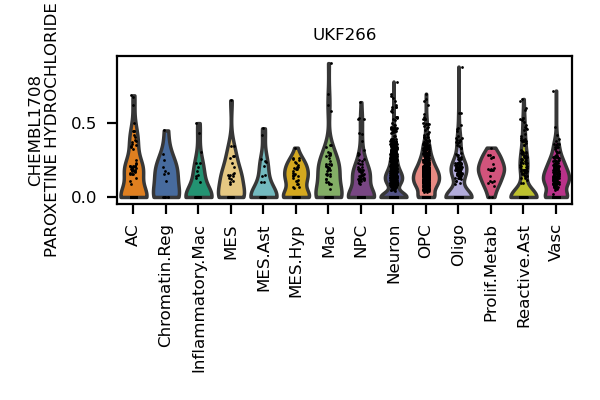 UKF266
CHEMBL1708
PAROXETINE HYDROCHLORIDE
0.5
0.0
AC
Chromatin.Reg
Inflammatory.Mac
MES
MES.Ast
MES.Hyp
Mac
NPC
Neuron
OPC
Oligo
Prolif.Metab
Reactive.Ast
Vasc